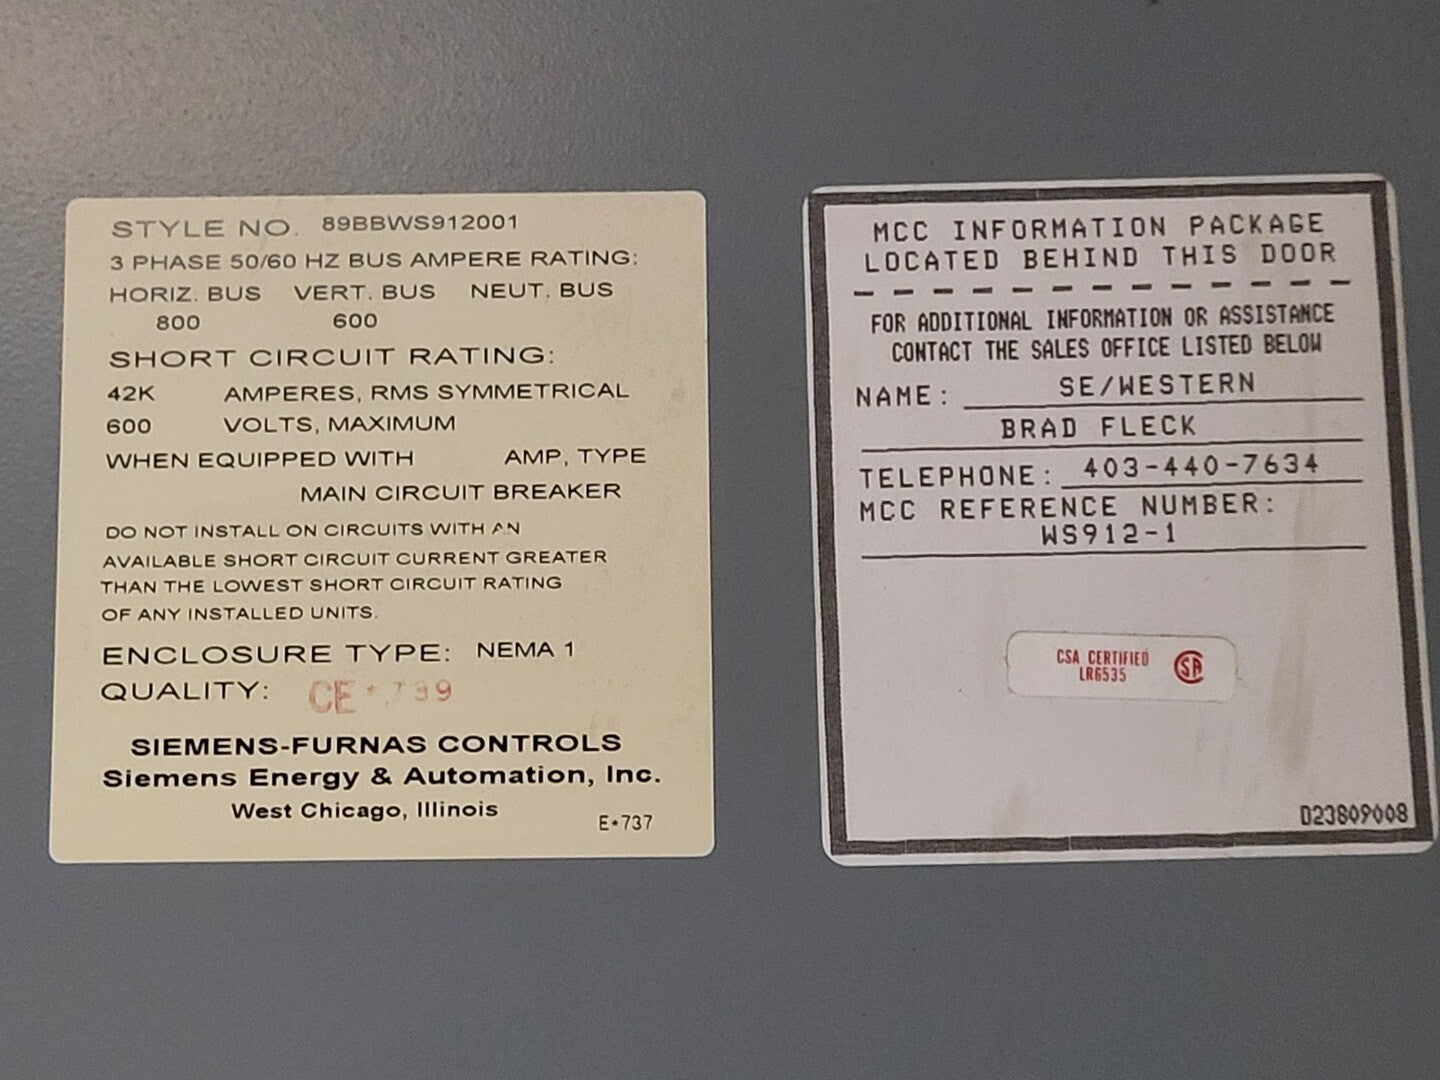 STYLE NO. 89BBWS912001
3 PHASE 50/60 HZ BUS AMPERE RATING:
HORIZ. BUS VERT. BUS NEUT. BUS
800 600
SHORT CIRCUIT RATING:
42K AMPERES, RMS SYMMETRICAL
600 VOLTS, MAXIMUM
WHEN EQUIPPED WITH AMP, TYPE
MAIN CIRCUIT BREAKER
DO NOT INSTALL ON CIRCUITS WITH AN
AVAILABLE SHORT CIRCUIT CURRENT GREATER
THAN THE LOWEST SHORT CIRCUIT RATING
OF ANY INSTALLED UNITS.
ENCLOSURE TYPE: NEMA 1
QUALITY: CE
SIEMENS-FURNAS CONTROLS
Siemens Energy & Automation, Inc.
West Chicago, Illinois
E•737
MCC INFORMATION PACKAGE
LOCATED BEHIND THIS DOOR
FOR ADDITIONAL INFORMATION OR ASSISTANCE
CONTACT THE SALES OFFICE LISTED BELOW
NAME: SE/WESTERN
BRAD FLECK
TELEPHONE: 403-440-7634
MCC REFERENCE NUMBER:
WS912-1
CSA CERTIFIED
LR6535
SA
D23809008